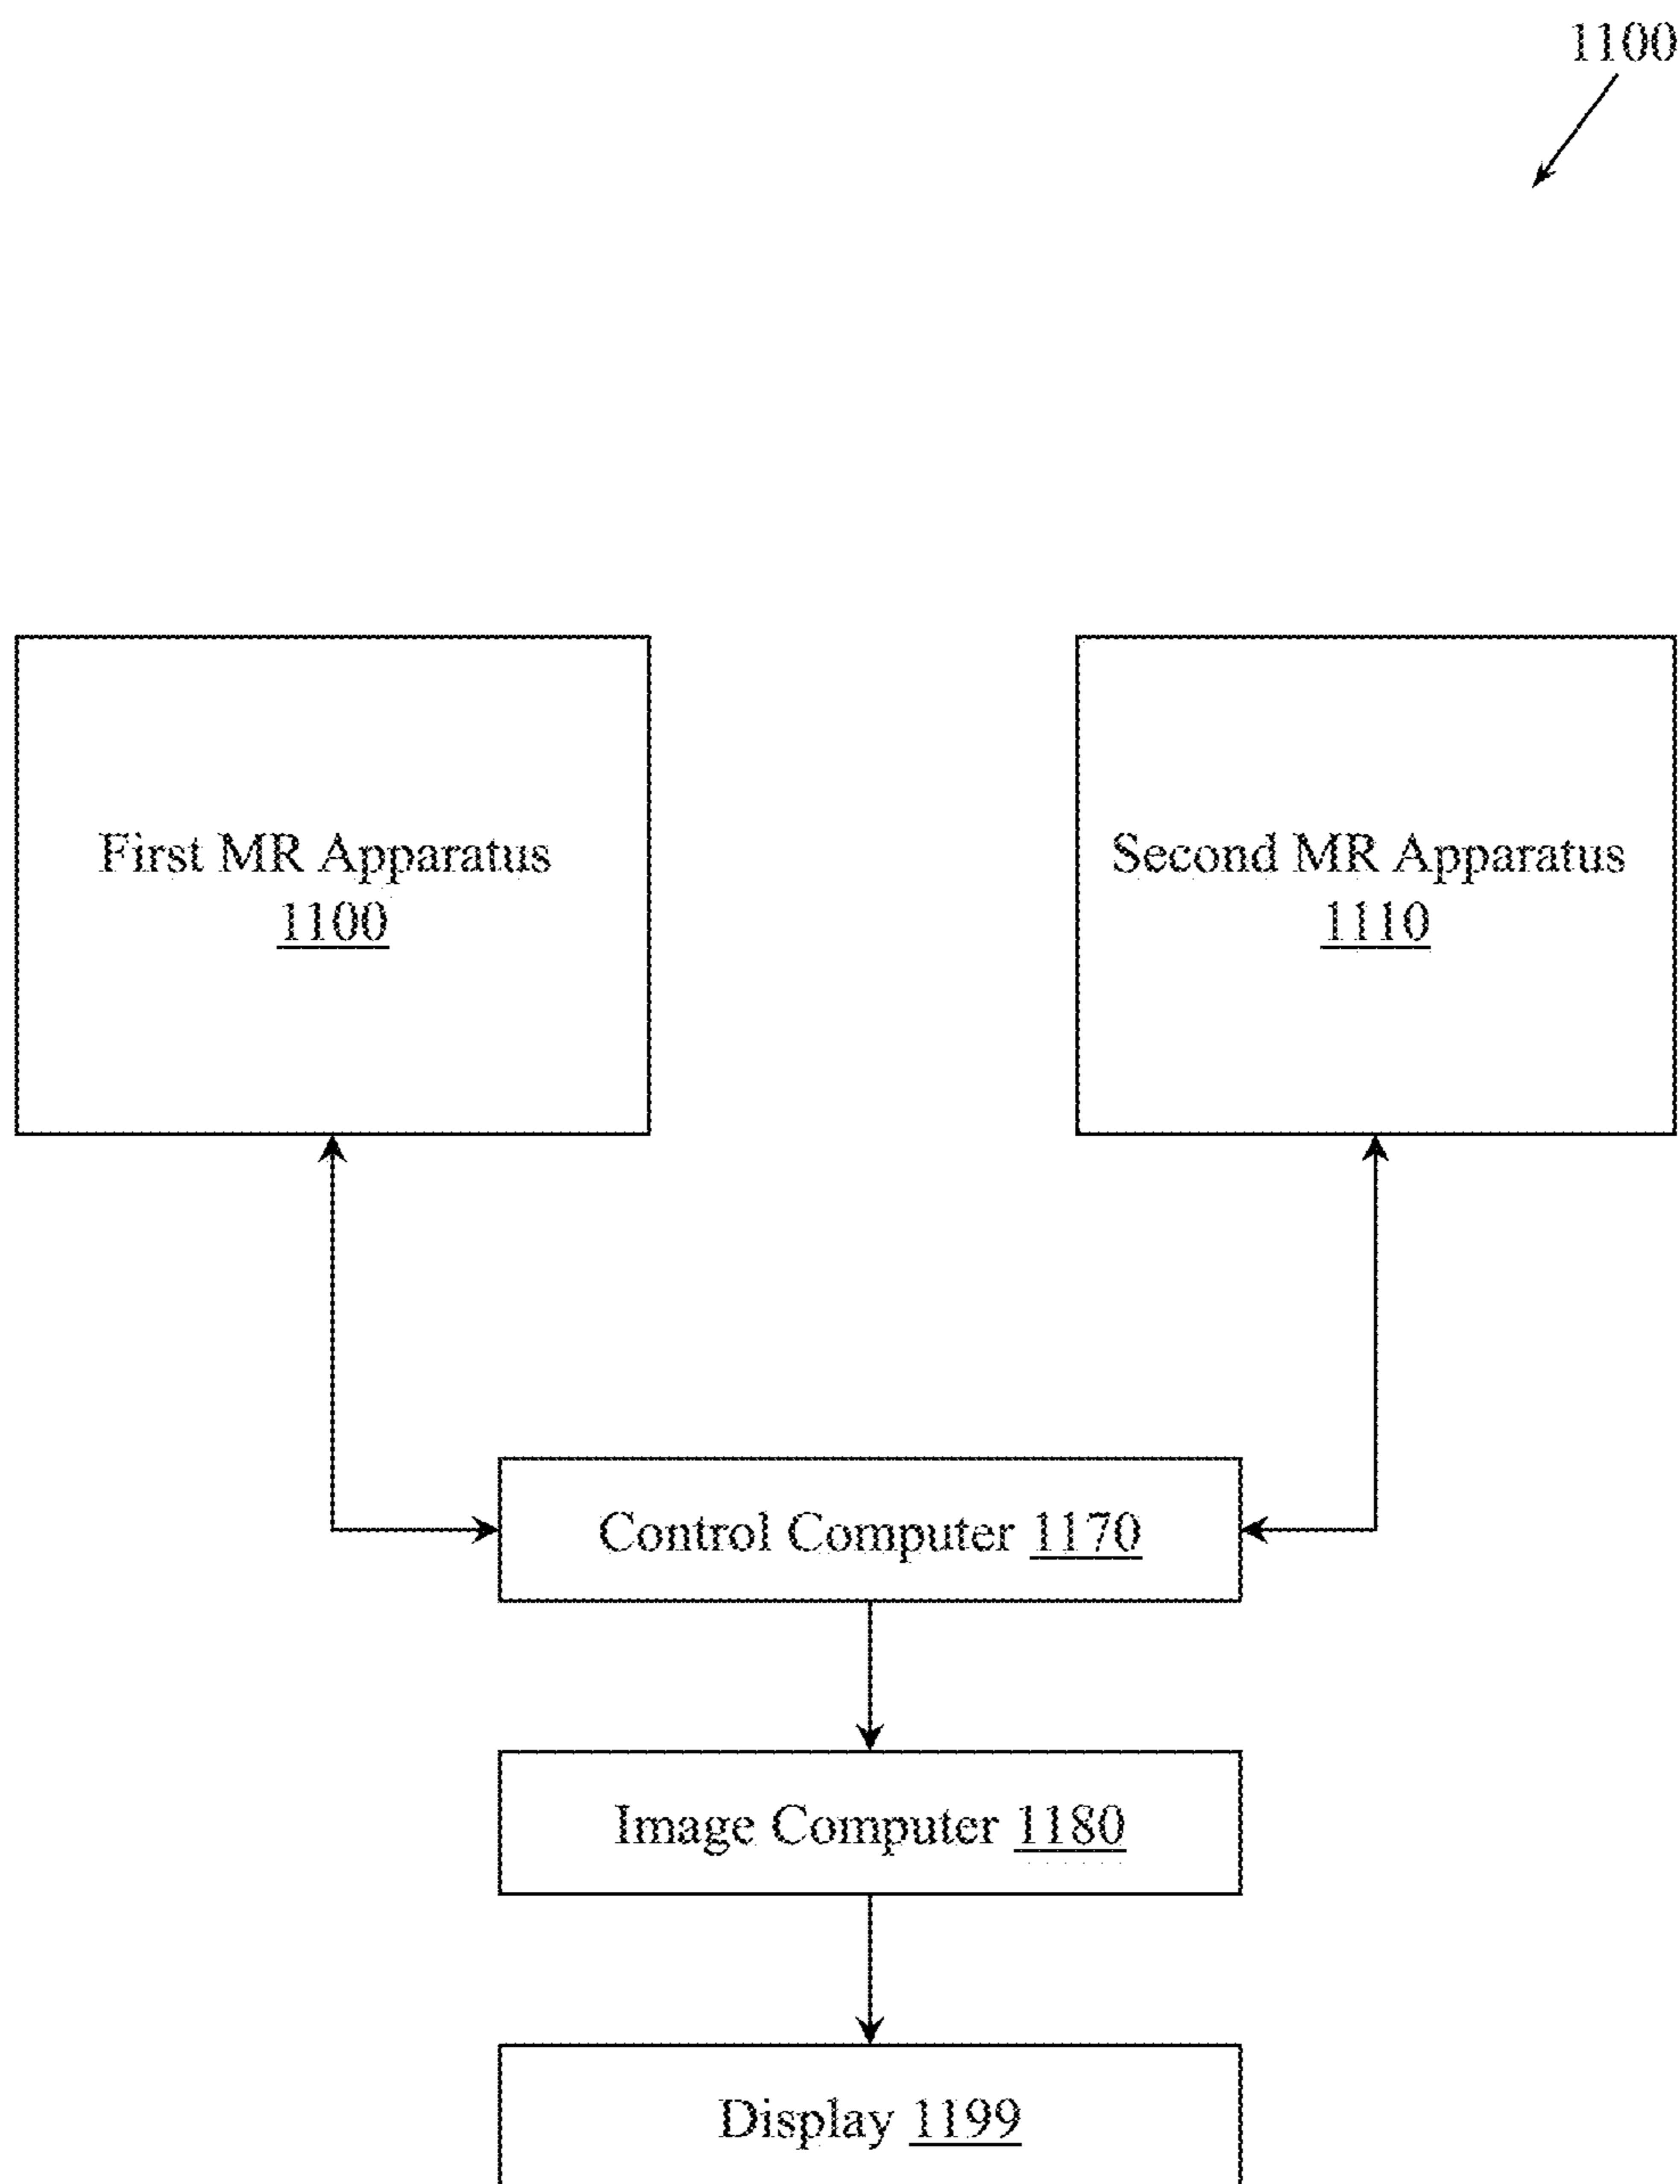 1100
First MR Apparatus
1100
Second MR Apparatus
1110
Control Computer 1170
Image Computer 1180
Display 1199